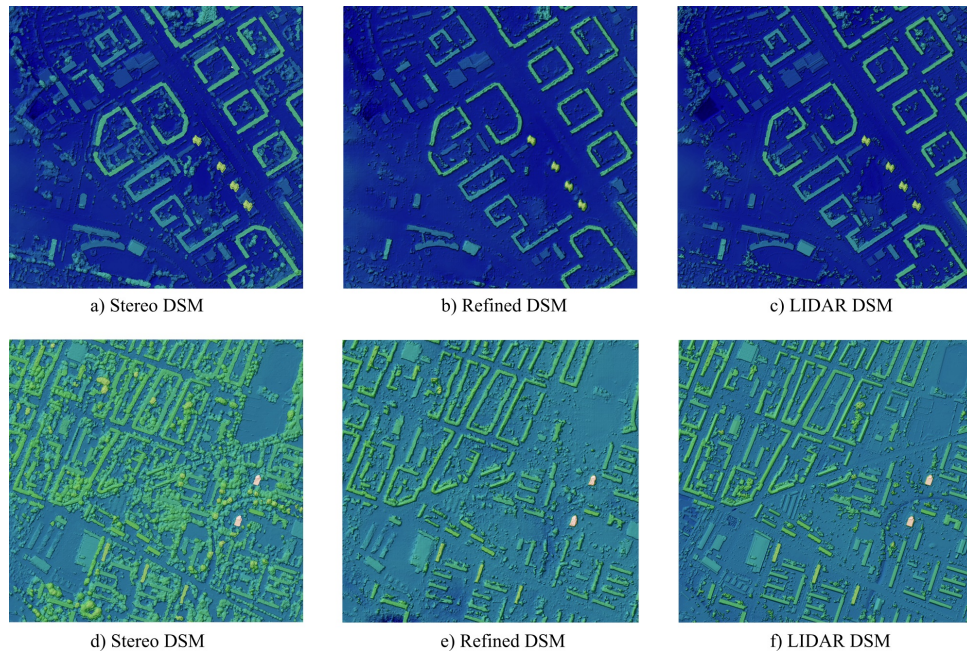 a) Stereo DSM
b) Refined DSM
c) LIDAR DSM
d) Stereo DSM
e) Refined DSM
f) LIDAR DSM